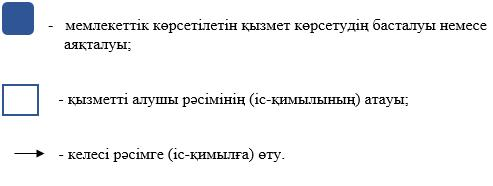 - мемлекеттік көрсетілетін қызмет көрсетудің басталуы немесе
аяқталуы;
- қызметті алушы рәсімінің (іс-қимылының) атауы;
- келесі рәсімге (іс-қимылға) өту.